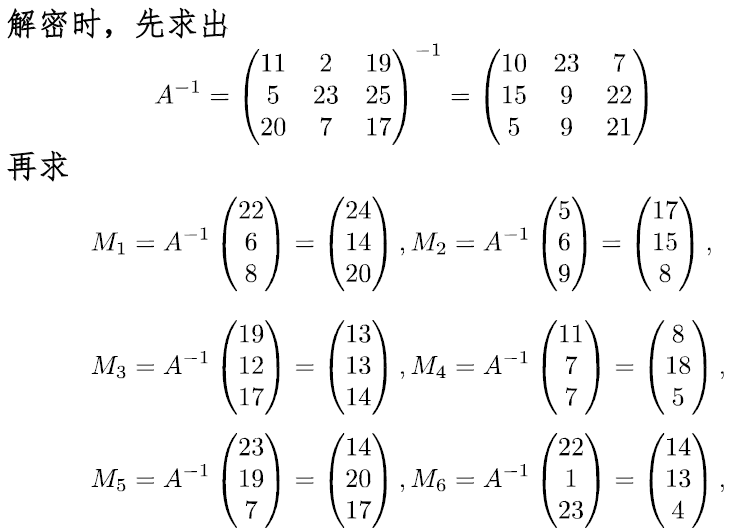 解密时，先求出
A^{-1} = \begin{pmatrix} 11 & 2 & 19 \\ 5 & 23 & 25 \\ 20 & 7 & 17 \end{pmatrix}^{-1} = \begin{pmatrix} 10 & 23 & 7 \\ 15 & 9 & 22 \\ 5 & 9 & 21 \end{pmatrix}
再求
M_1 = A^{-1} \begin{pmatrix} 22 \\ 6 \\ 8 \end{pmatrix} = \begin{pmatrix} 24 \\ 14 \\ 20 \end{pmatrix}, M_2 = A^{-1} \begin{pmatrix} 5 \\ 6 \\ 9 \end{pmatrix} = \begin{pmatrix} 17 \\ 15 \\ 8 \end{pmatrix},
M_3 = A^{-1} \begin{pmatrix} 19 \\ 12 \\ 17 \end{pmatrix} = \begin{pmatrix} 13 \\ 13 \\ 14 \end{pmatrix}, M_4 = A^{-1} \begin{pmatrix} 11 \\ 7 \\ 7 \end{pmatrix} = \begin{pmatrix} 8 \\ 18 \\ 5 \end{pmatrix},
M_5 = A^{-1} \begin{pmatrix} 23 \\ 19 \\ 7 \end{pmatrix} = \begin{pmatrix} 14 \\ 20 \\ 17 \end{pmatrix}, M_6 = A^{-1} \begin{pmatrix} 22 \\ 1 \\ 23 \end{pmatrix} = \begin{pmatrix} 14 \\ 13 \\ 4 \end{pmatrix},